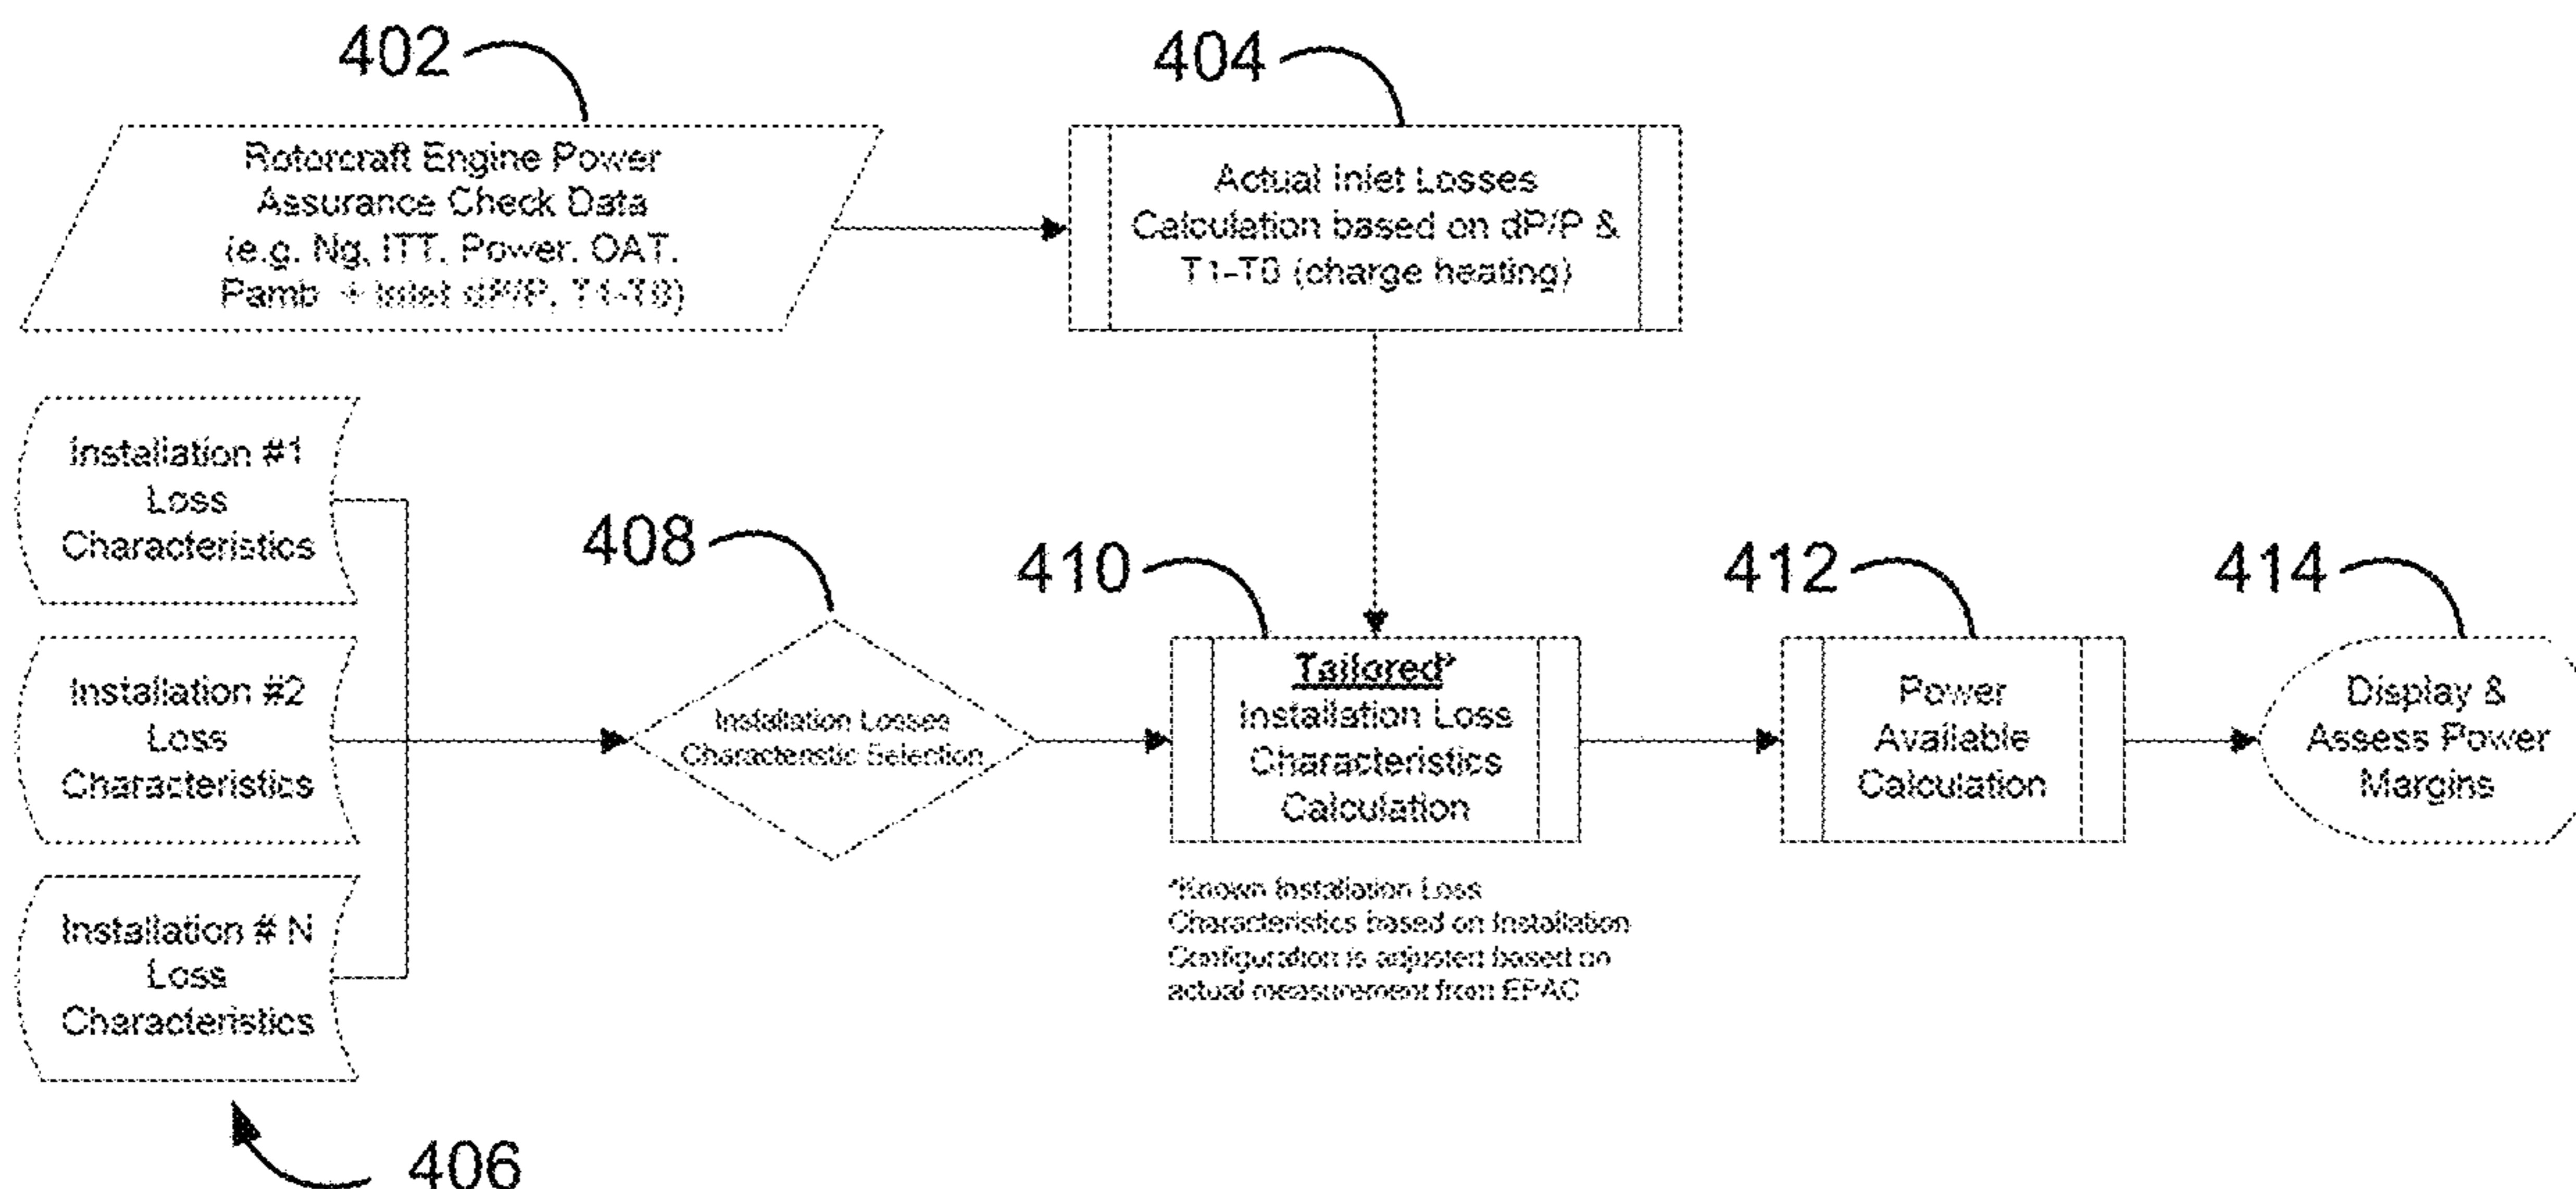 402
404
Rotorcraft Engine Power
Assurance Check Data
(e.g. Ng, ITT, Power, OAT,
Pamb + Inlet dP/P, T1-T0)
Actual Inlet Losses
Calculation based on dP/P &
T1-T0 (charge heating)
Installation #1
Loss
Characteristics
Installation #2
Loss
Characteristics
Installation # N
Loss
Characteristics
406
408
Installation Losses
Characteristic Selection
410
Tailored*
Installation Loss
Characteristics
Calculation
*Known Installation Loss
Characteristics based on Installation
Configuration is adjusted based on
actual measurement from EPAC
412
Power
Available
Calculation
414
Display &
Assess Power
Margins